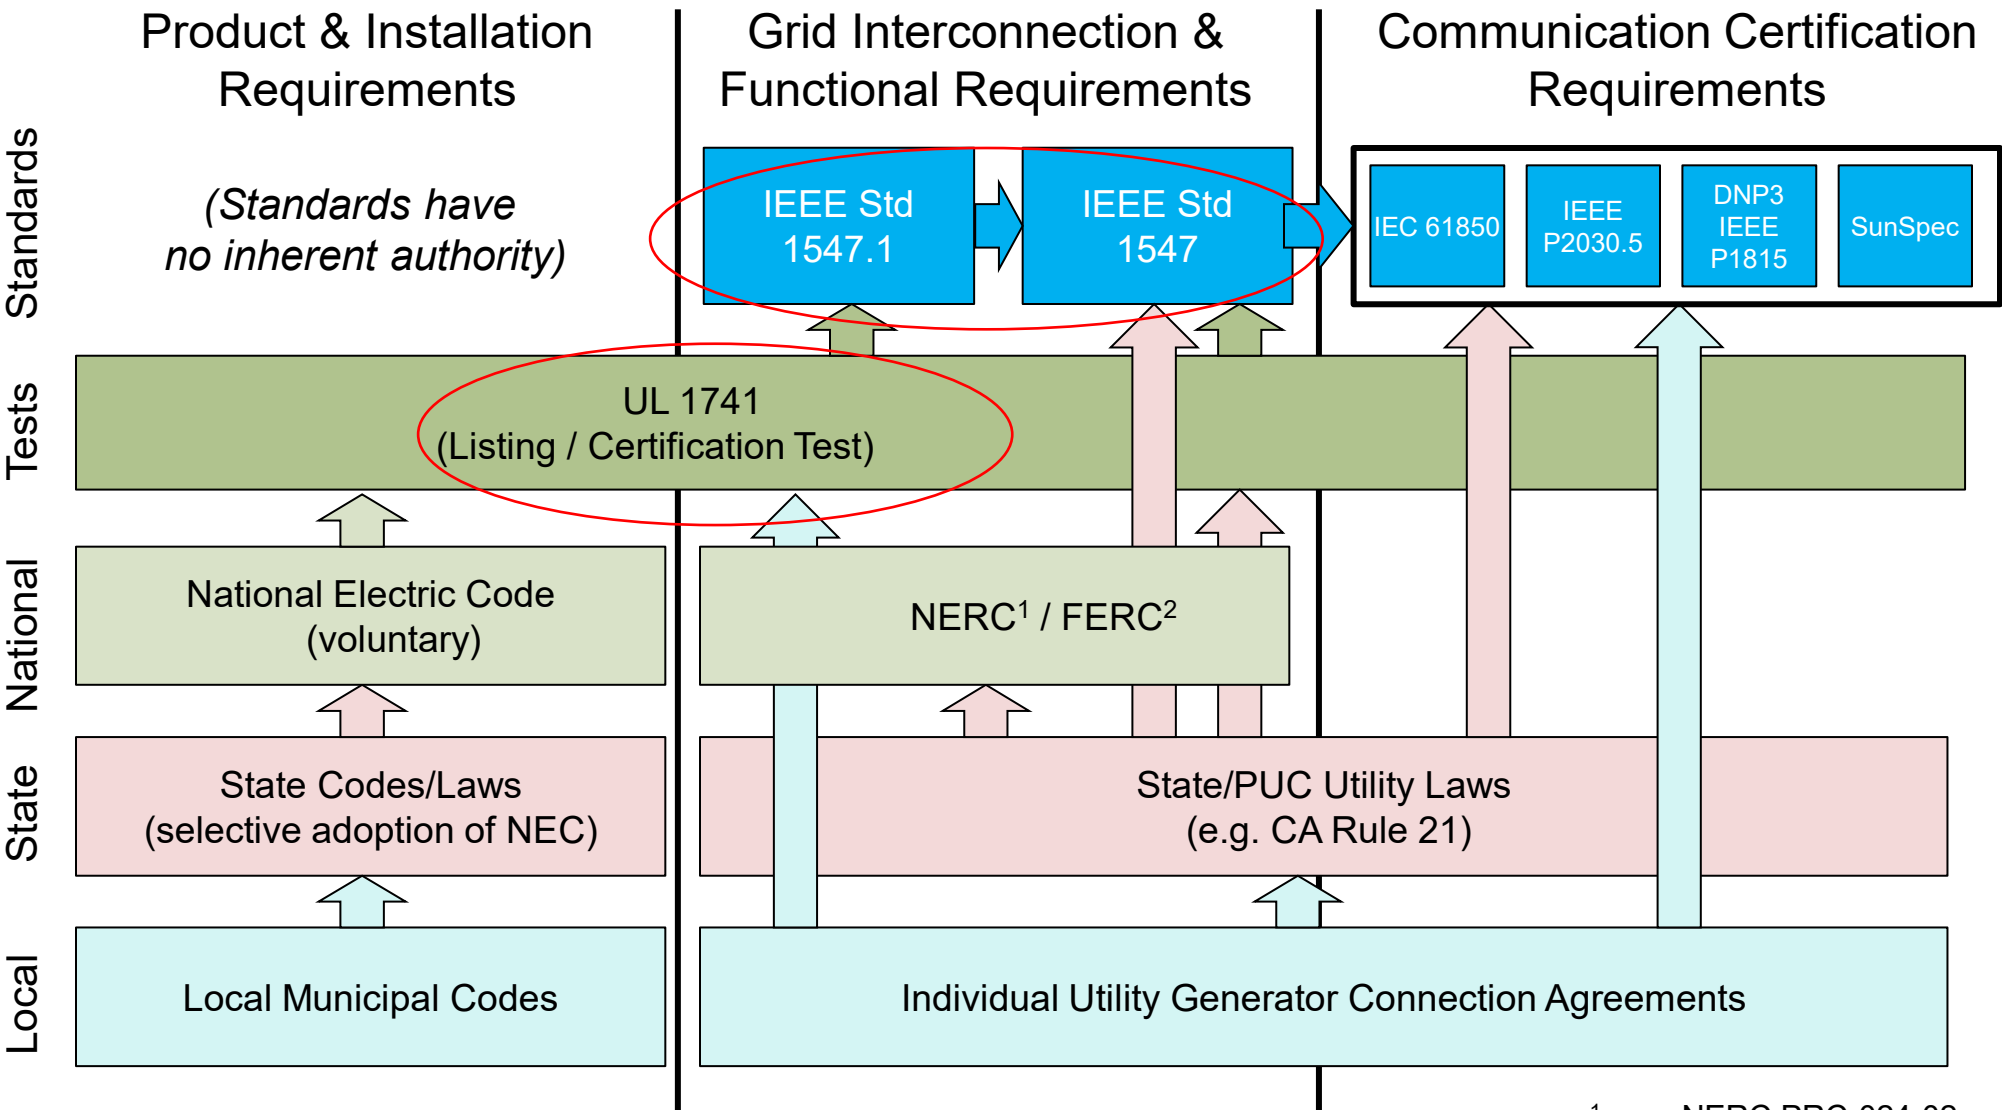 Product & Installation
Requirements
Grid Interconnection &
Functional Requirements
Communication Certification
Requirements
Standards
(Standards have
no inherent authority)
IEEE Std
1547.1
IEEE Std
1547
IEC 61850
IEEE
P2030.5
DNP3
IEEE
P1815
SunSpec
Tests
UL 1741
(Listing / Certification Test)
National
National Electric Code
(voluntary)
NERC¹ / FERC²
State
State Codes/Laws
(selective adoption of NEC)
State/PUC Utility Laws
(e.g. CA Rule 21)
Local
Local Municipal Codes
Individual Utility Generator Connection Agreements